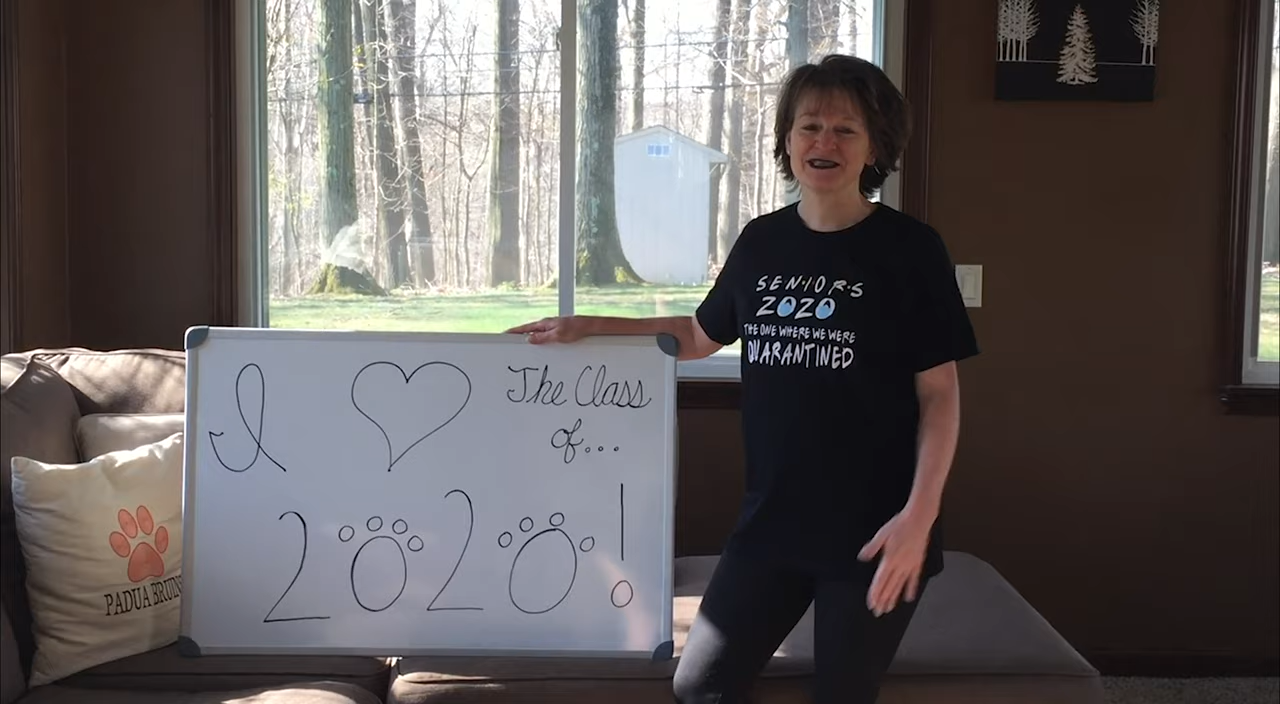 I ♥ The Class
of...
2020!
SENIORS
2020
THE ONE WHERE WE WERE
QUARANTINED
PADUA BRUINS